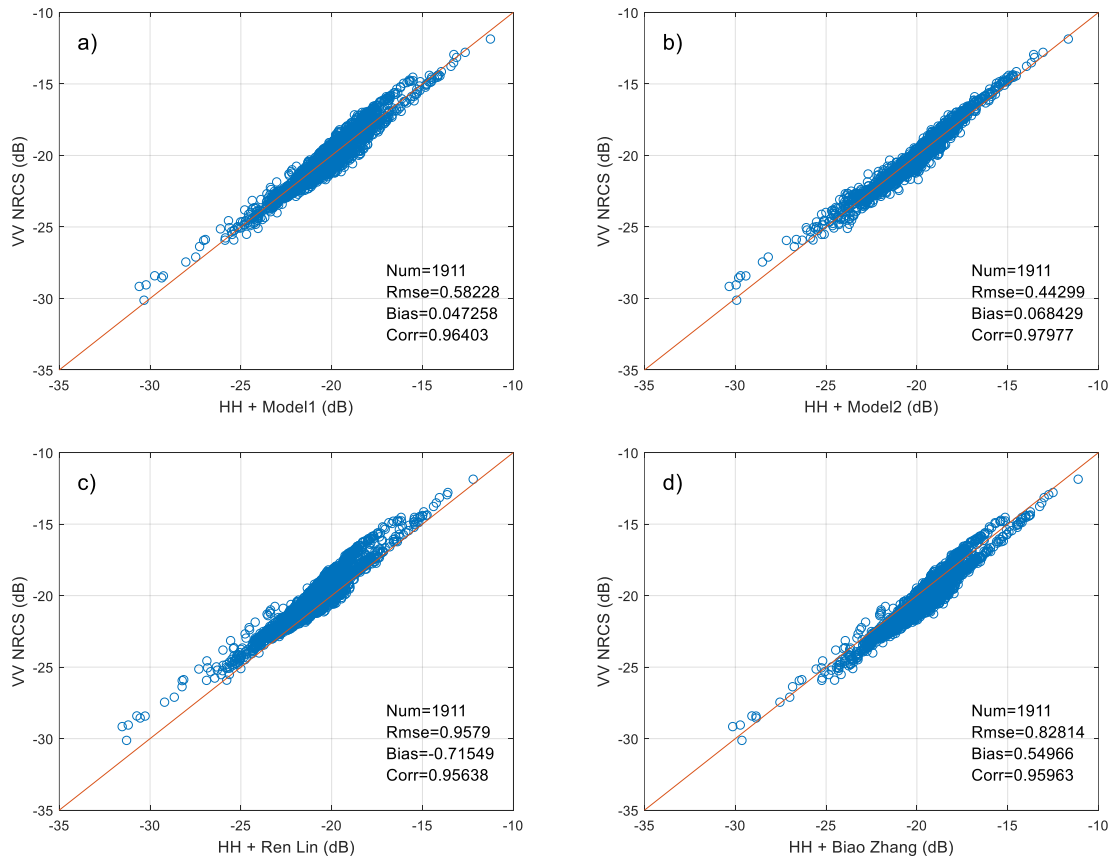 a)
-10
-15
-20
-25
-30
-35
VV NRCS (dB)
Num=1911
Rmse=0.58228
Bias=0.047258
Corr=0.96403
-35 -30 -25 -20 -15 -10
HH + Model1 (dB)
b)
-10
-15
-20
-25
-30
-35
VV NRCS (dB)
Num=1911
Rmse=0.44299
Bias=0.068429
Corr=0.97977
-35 -30 -25 -20 -15 -10
HH + Model2 (dB)
c)
-10
-15
-20
-25
-30
-35
VV NRCS (dB)
Num=1911
Rmse=0.9579
Bias=-0.71549
Corr=0.95638
-35 -30 -25 -20 -15 -10
HH + Ren Lin (dB)
d)
-10
-15
-20
-25
-30
-35
VV NRCS (dB)
Num=1911
Rmse=0.82814
Bias=0.54966
Corr=0.95963
-35 -30 -25 -20 -15 -10
HH + Biao Zhang (dB)